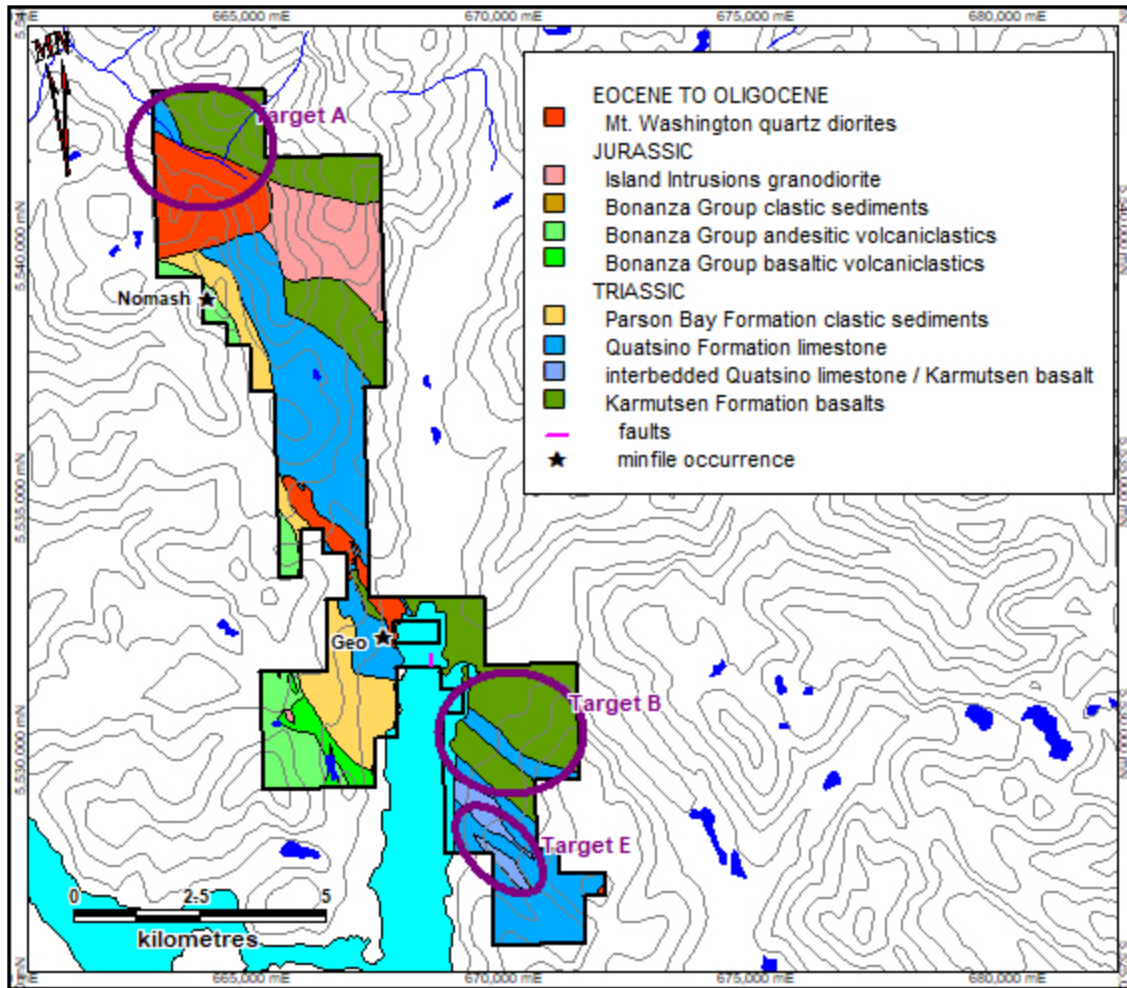 665,000 mE 670,000 mE 675,000 mE 680,000 mE
MN
Target A
EOCENE TO OLIGOCENE
Mt. Washington quartz diorites
JURASSIC
Island Intrusions granodiorite
Bonanza Group clastic sediments
Bonanza Group andesitic volcaniclastics
Bonanza Group basaltic volcaniclastics
TRIASSIC
Parson Bay Formation clastic sediments
Quatsino Formation limestone
interbedded Quatsino limestone / Karmutsen basalt
Karmutsen Formation basalts
faults
minfile occurrence
5,540,000 mN
Nomash
5,535,000 mN
Geo
Target B
5,530,000 mN
Target E
0 2.5 5
kilometres
665,000 mE 670,000 mE 675,000 mE 680,000 mE